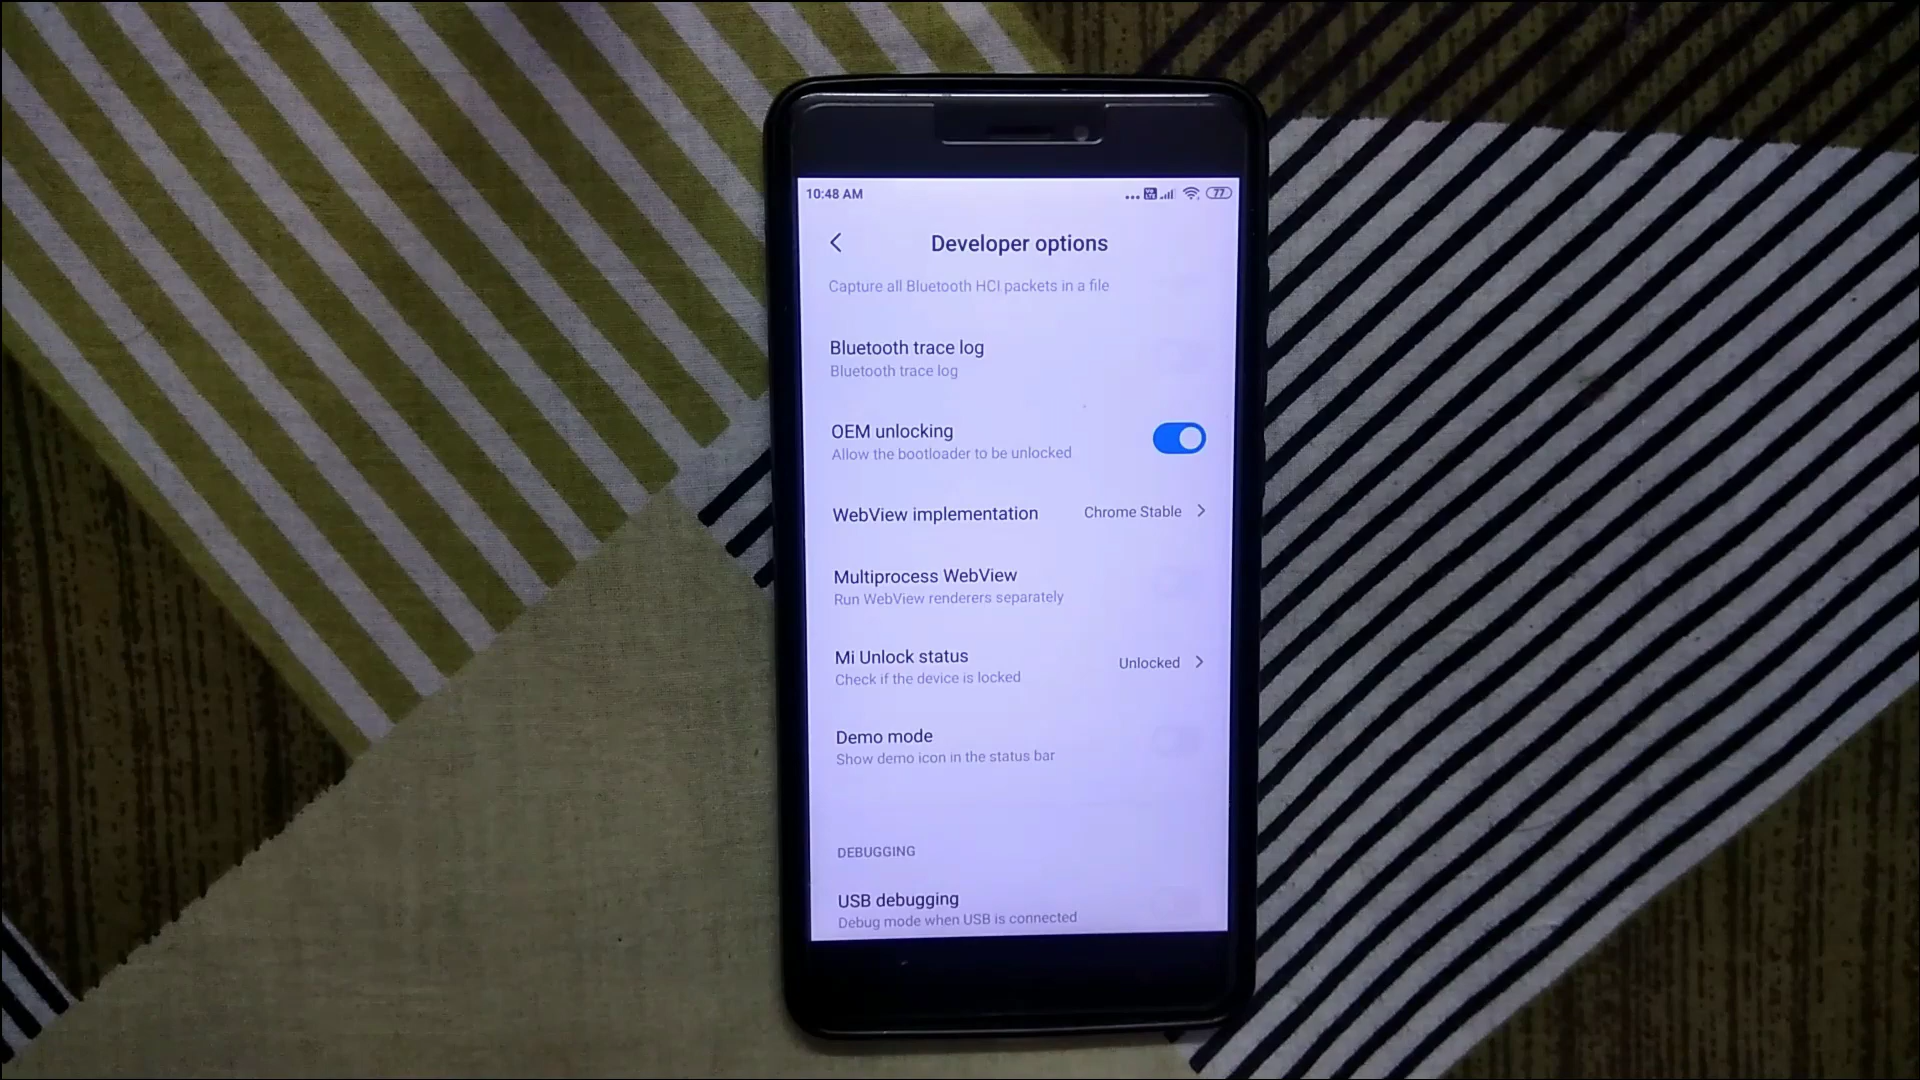 10:48 AM
77
Developer options
Capture all Bluetooth HCI packets in a file
Bluetooth trace log
Bluetooth trace log
OEM unlocking
Allow the bootloader to be unlocked
WebView implementation Chrome Stable
Multiprocess WebView
Run WebView renderers separately
Mi Unlock status Unlocked
Check if the device is locked
Demo mode
Show demo icon in the status bar
DEBUGGING
USB debugging
Debug mode when USB is connected